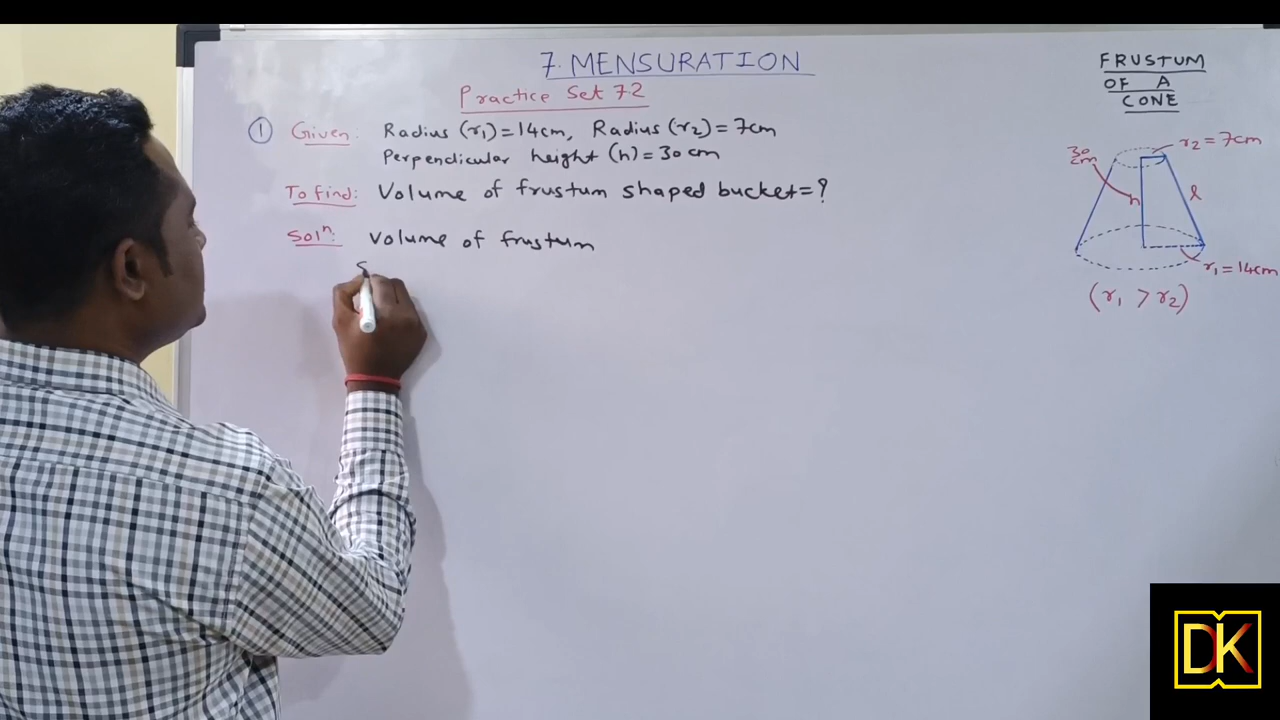 7. MENSURATION
Practice Set 7.2
① Given: Radius (r₁) = 14cm, Radius (r₂) = 7cm
Perpendicular height (h) = 30 cm
To find: Volume of frustum shaped bucket = ?
Solⁿ: Volume of frustum
s
FRUSTUM
OF A
CONE
r₂ = 7cm
30 cm
h
l
r₁ = 14cm
(r₁ > r₂)
DK